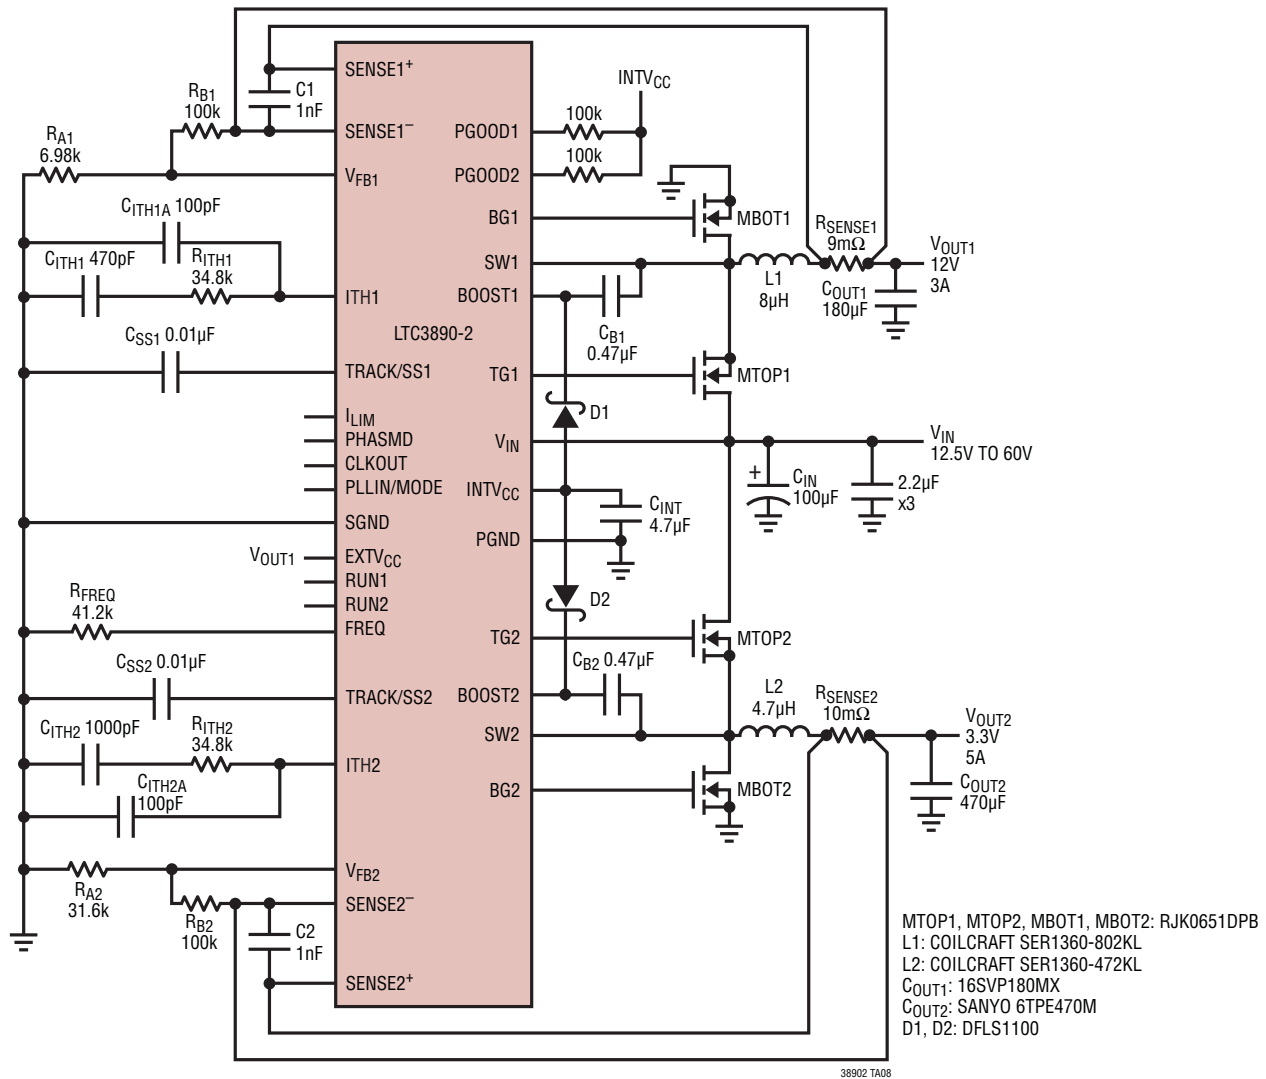 SENSE1+
RB1
100k
C1
1nF
INTVCC
RA1
6.98k
SENSE1–
PGOOD1
100k
VFB1
PGOOD2
100k
CITH1A 100pF
BG1
MBOT1
RSENSE1
9mΩ
VOUT1
12V
3A
CITH1 470pF
RITH1
34.8k
SW1
L1
8µH
COUT1
180µF
ITH1
BOOST1
CB1
0.47µF
LTC3890-2
CSS1 0.01µF
TRACK/SS1
TG1
MTOP1
ILIM
D1
PHASMD
VIN
VIN
12.5V TO 60V
CLKOUT
PLLIN/MODE
INTVCC
+
CIN
100µF
2.2µF
x3
CINT
4.7µF
SGND
PGND
VOUT1
EXTVCC
RUN1
RUN2
D2
RFREQ
41.2k
FREQ
TG2
MTOP2
CSS2 0.01µF
TRACK/SS2
BOOST2
CB2 0.47µF
L2
4.7µH
RSENSE2
10mΩ
VOUT2
3.3V
5A
CITH2 1000pF
RITH2
34.8k
SW2
ITH2
CITH2A
100pF
BG2
MBOT2
COUT2
470µF
VFB2
RA2
31.6k
SENSE2–
RB2
100k
C2
1nF
SENSE2+
MTOP1, MTOP2, MBOT1, MBOT2: RJK0651DPB
L1: COILCRAFT SER1360-802KL
L2: COILCRAFT SER1360-472KL
COUT1: 16SVP180MX
COUT2: SANYO 6TPE470M
D1, D2: DFLS1100
38902 TA08